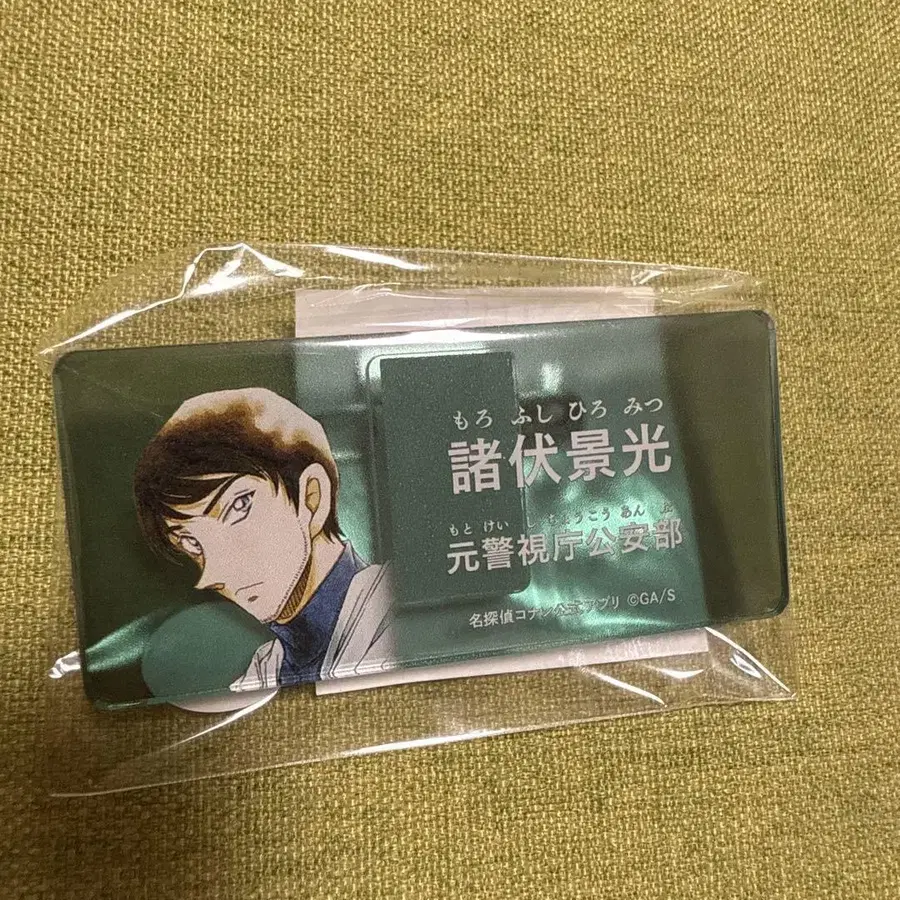 もろ ふし ひろ みつ
諸伏景光
もと けい し ちょうこう あん ぶ
元警視庁公安部
名探偵コナン公式アプリ ©GA/S